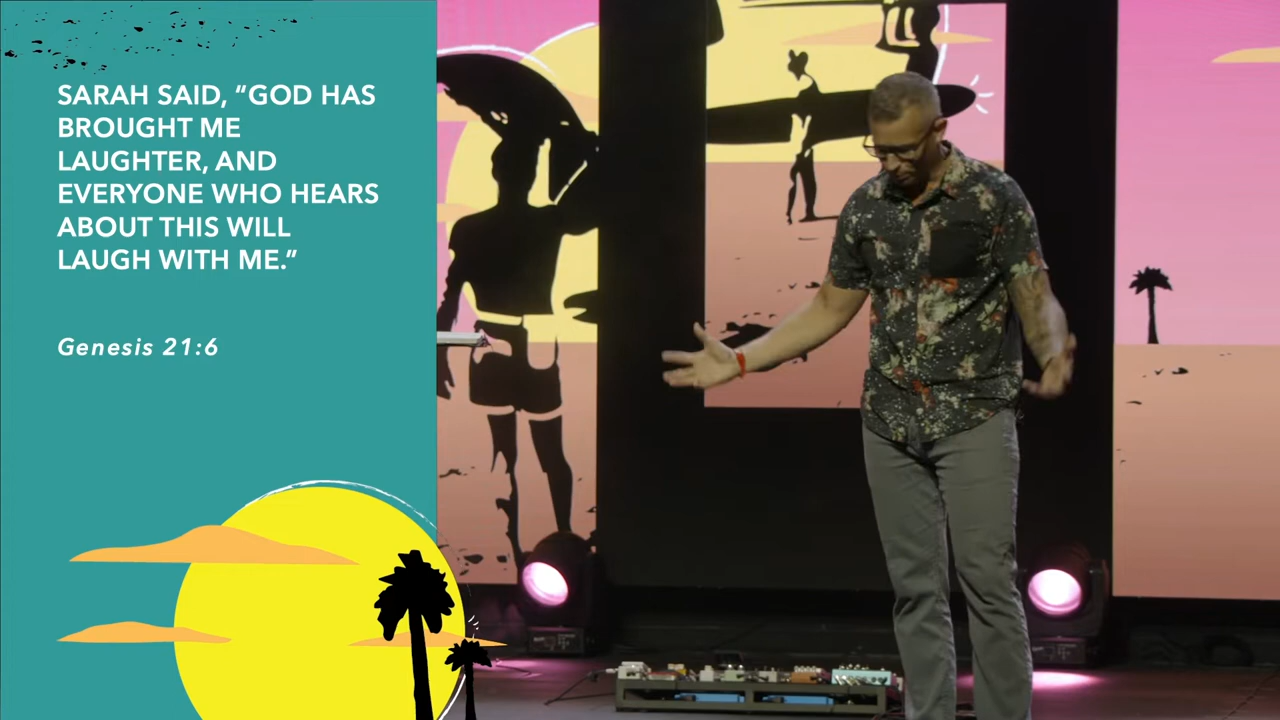 SARAH SAID, “GOD HAS
BROUGHT ME
LAUGHTER, AND
EVERYONE WHO HEARS
ABOUT THIS WILL
LAUGH WITH ME.”
Genesis 21:6